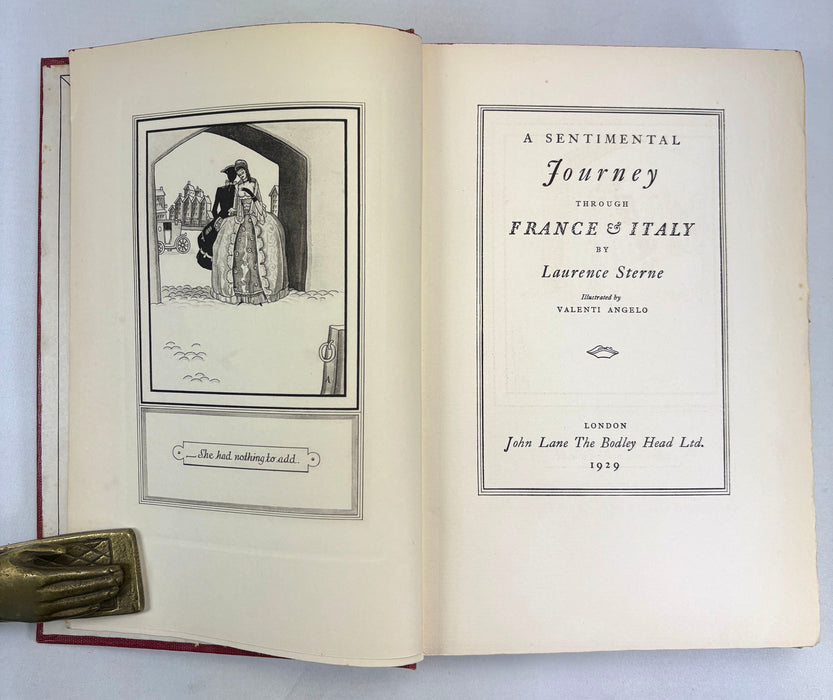 —She had nothing to add.
A
A SENTIMENTAL
Journey
THROUGH
FRANCE & ITALY
BY
Laurence Sterne
Illustrated by
VALENTI ANGELO
LONDON
John Lane The Bodley Head Ltd.
1929